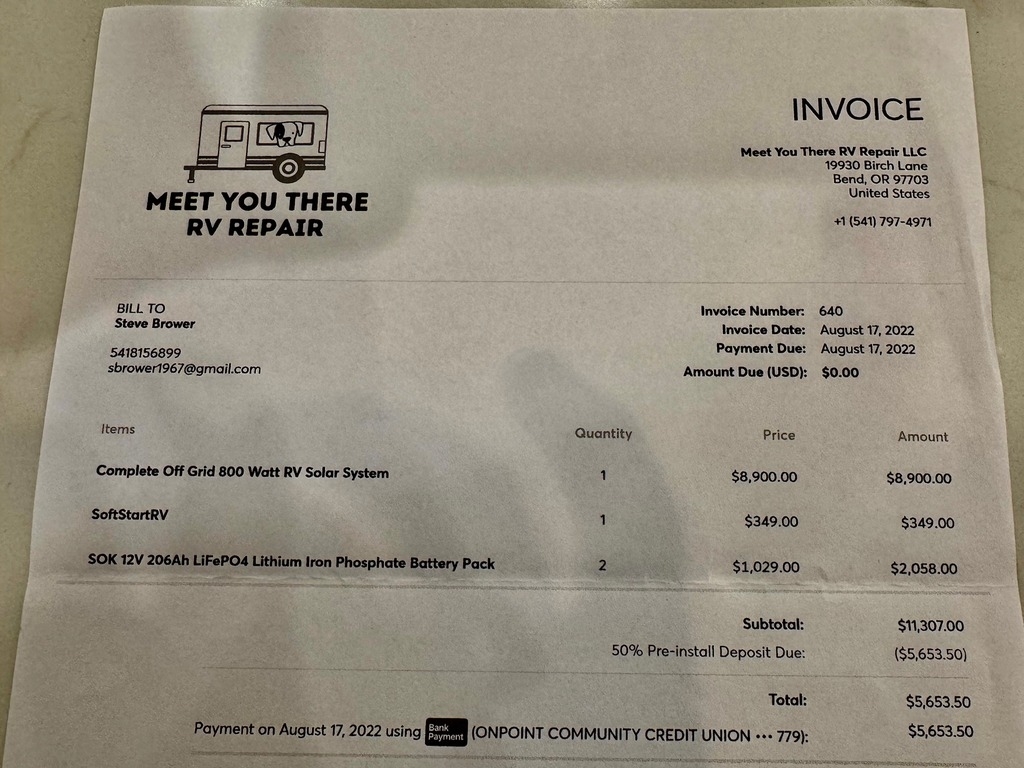 INVOICE
MEET YOU THERE
RV REPAIR
Meet You There RV Repair LLC
19930 Birch Lane
Bend, OR 97703
United States
+1 (541) 797-4971
BILL TO
Steve Brower
5418156899
sbrower1967@gmail.com
Invoice Number: 640
Invoice Date: August 17, 2022
Payment Due: August 17, 2022
Amount Due (USD): $0.00
Items Quantity Price Amount
Complete Off Grid 800 Watt RV Solar System 1 $8,900.00 $8,900.00
SoftStartRV 1 $349.00 $349.00
SOK 12V 206Ah LiFePO4 Lithium Iron Phosphate Battery Pack 2 $1,029.00 $2,058.00
Subtotal: $11,307.00
50% Pre-install Deposit Due: ($5,653.50)
Total: $5,653.50
Payment on August 17, 2022 using Bank Payment (ONPOINT COMMUNITY CREDIT UNION ••• 779): $5,653.50